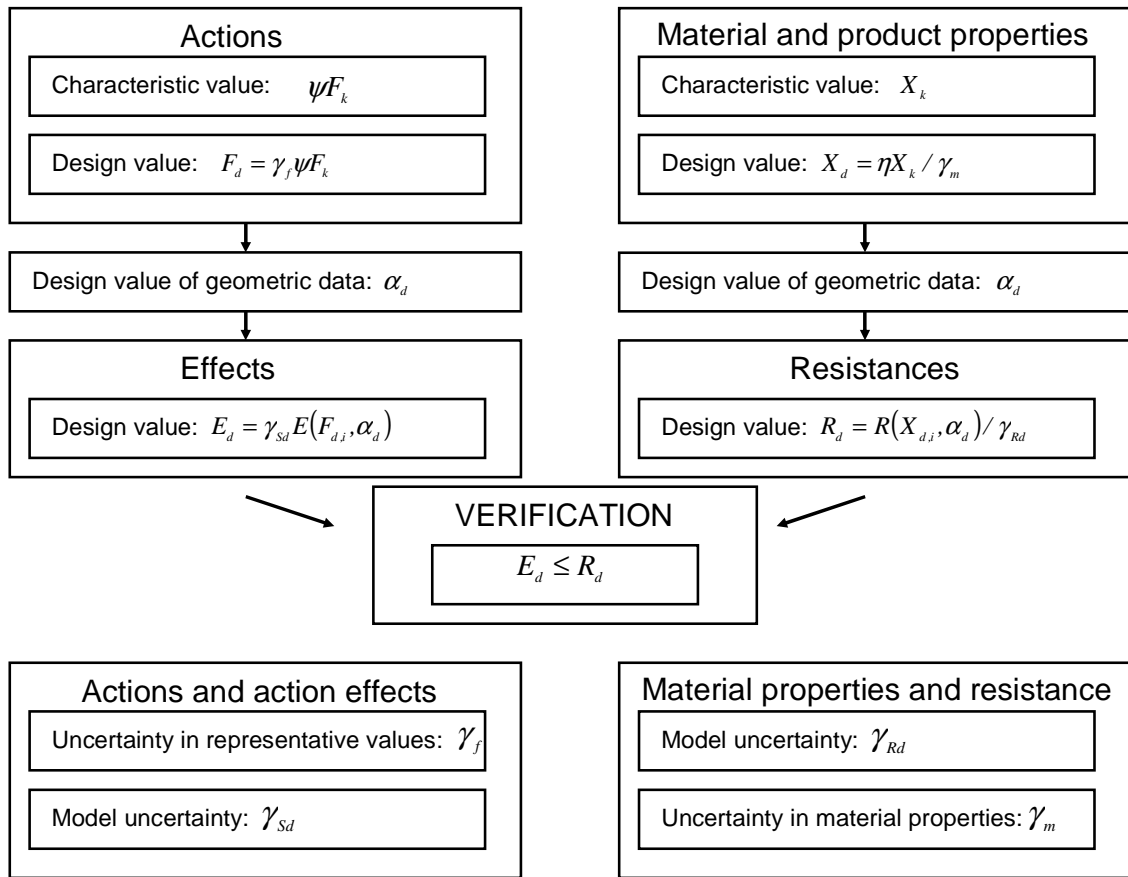 Actions
Characteristic value: ψF_k
Design value: F_d = γ_f ψF_k
Material and product properties
Characteristic value: X_k
Design value: X_d = ηX_k / γ_m
Design value of geometric data: α_d
Design value of geometric data: α_d
Effects
Design value: E_d = γ_Sd E(F_d,i, α_d)
Resistances
Design value: R_d = R(X_d,i, α_d) / γ_Rd
VERIFICATION
E_d ≤ R_d
Actions and action effects
Uncertainty in representative values: γ_f
Model uncertainty: γ_Sd
Material properties and resistance
Model uncertainty: γ_Rd
Uncertainty in material properties: γ_m